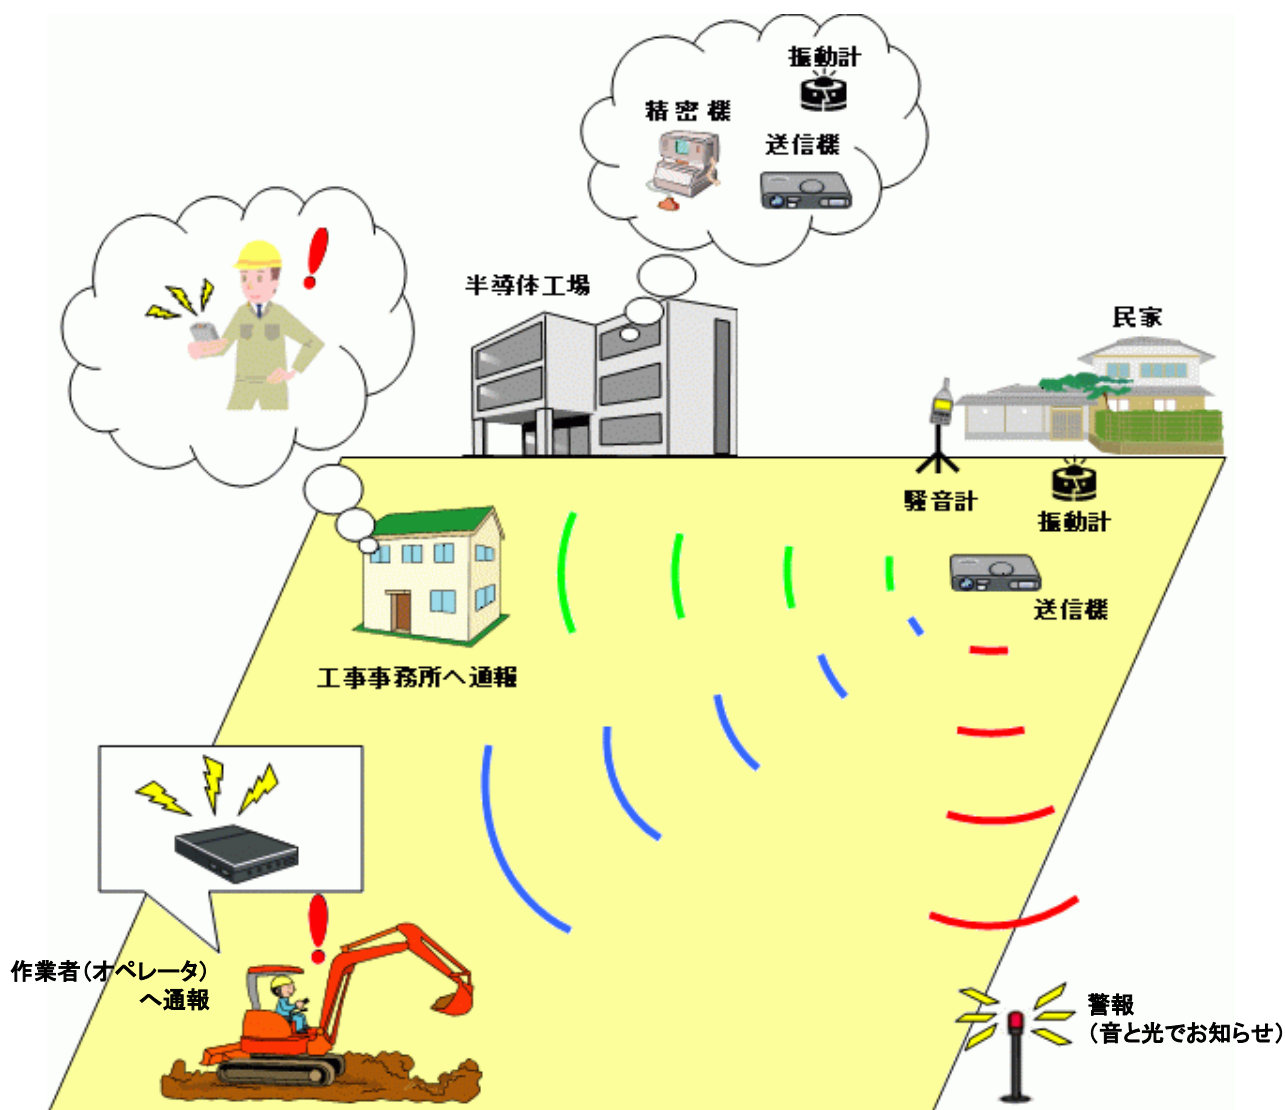 振動計
精密機
送信機
半導体工場
民家
騒音計
振動計
送信機
工事事務所へ通報
作業者(オペレータ)
へ通報
警報
(音と光でお知らせ)